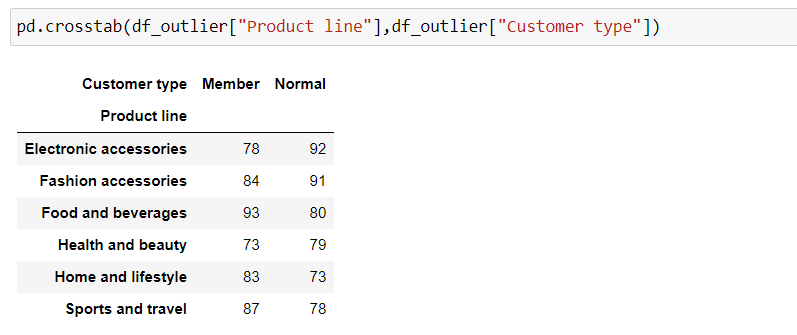 pd.crosstab(df_outlier["Product line"],df_outlier["Customer type"])
Customer type Member Normal
Product line
Electronic accessories 78 92
Fashion accessories 84 91
Food and beverages 93 80
Health and beauty 73 79
Home and lifestyle 83 73
Sports and travel 87 78